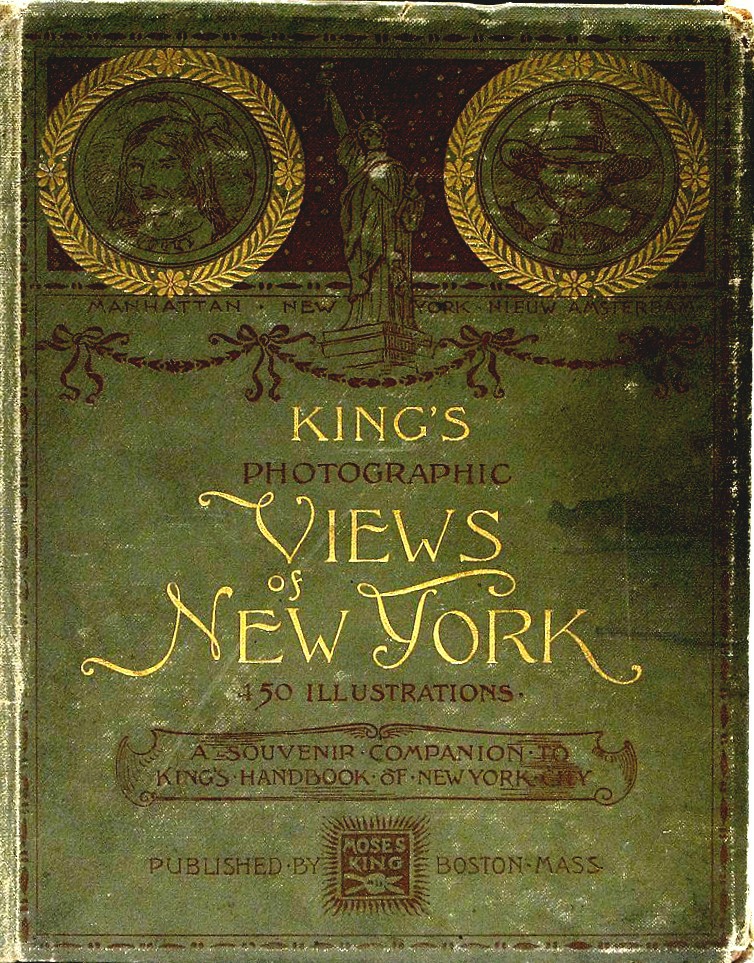 MANHATTAN · NEW YORK · NIEUW AMSTERDAM
KING'S
PHOTOGRAPHIC
VIEWS
of
NEW YORK
450 ILLUSTRATIONS·
A·SOUVENIR·COMPANION·TO
KING'S·HANDBOOK·OF·NEW YORK·CITY
PUBLISHED·BY MOSES KING BOSTON·MASS